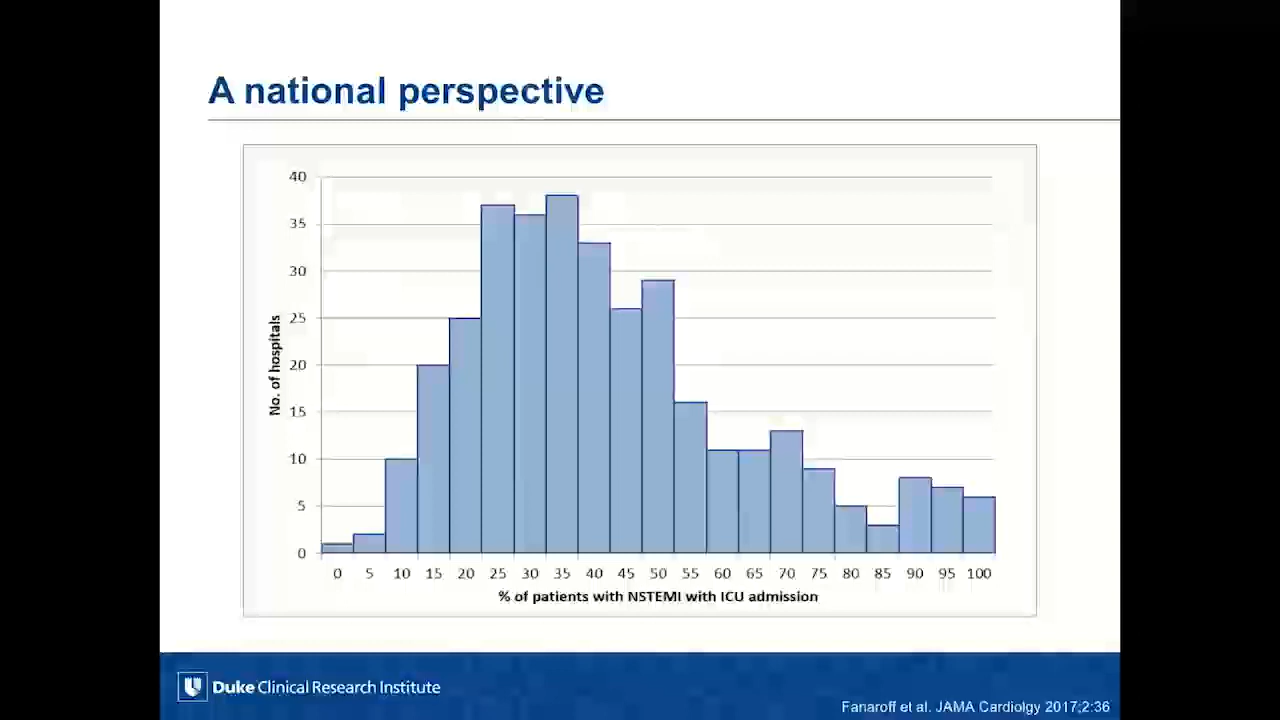 A national perspective
40
35
30
25
20
15
10
5
0
No. of hospitals
0 5 10 15 20 25 30 35 40 45 50 55 60 65 70 75 80 85 90 95 100
% of patients with NSTEMI with ICU admission
Duke Clinical Research Institute
Fanaroff et al. JAMA Cardiolgy 2017;2:36